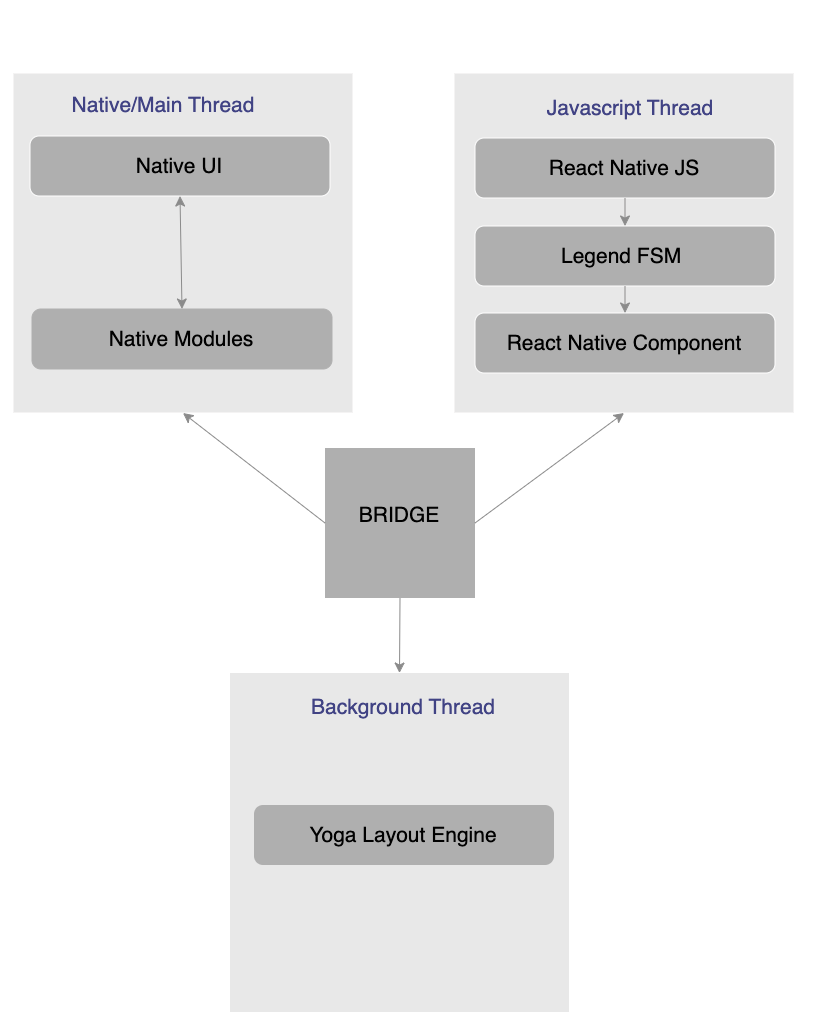 Native/Main Thread
Native UI
Native Modules
Javascript Thread
React Native JS
Legend FSM
React Native Component
BRIDGE
Background Thread
Yoga Layout Engine